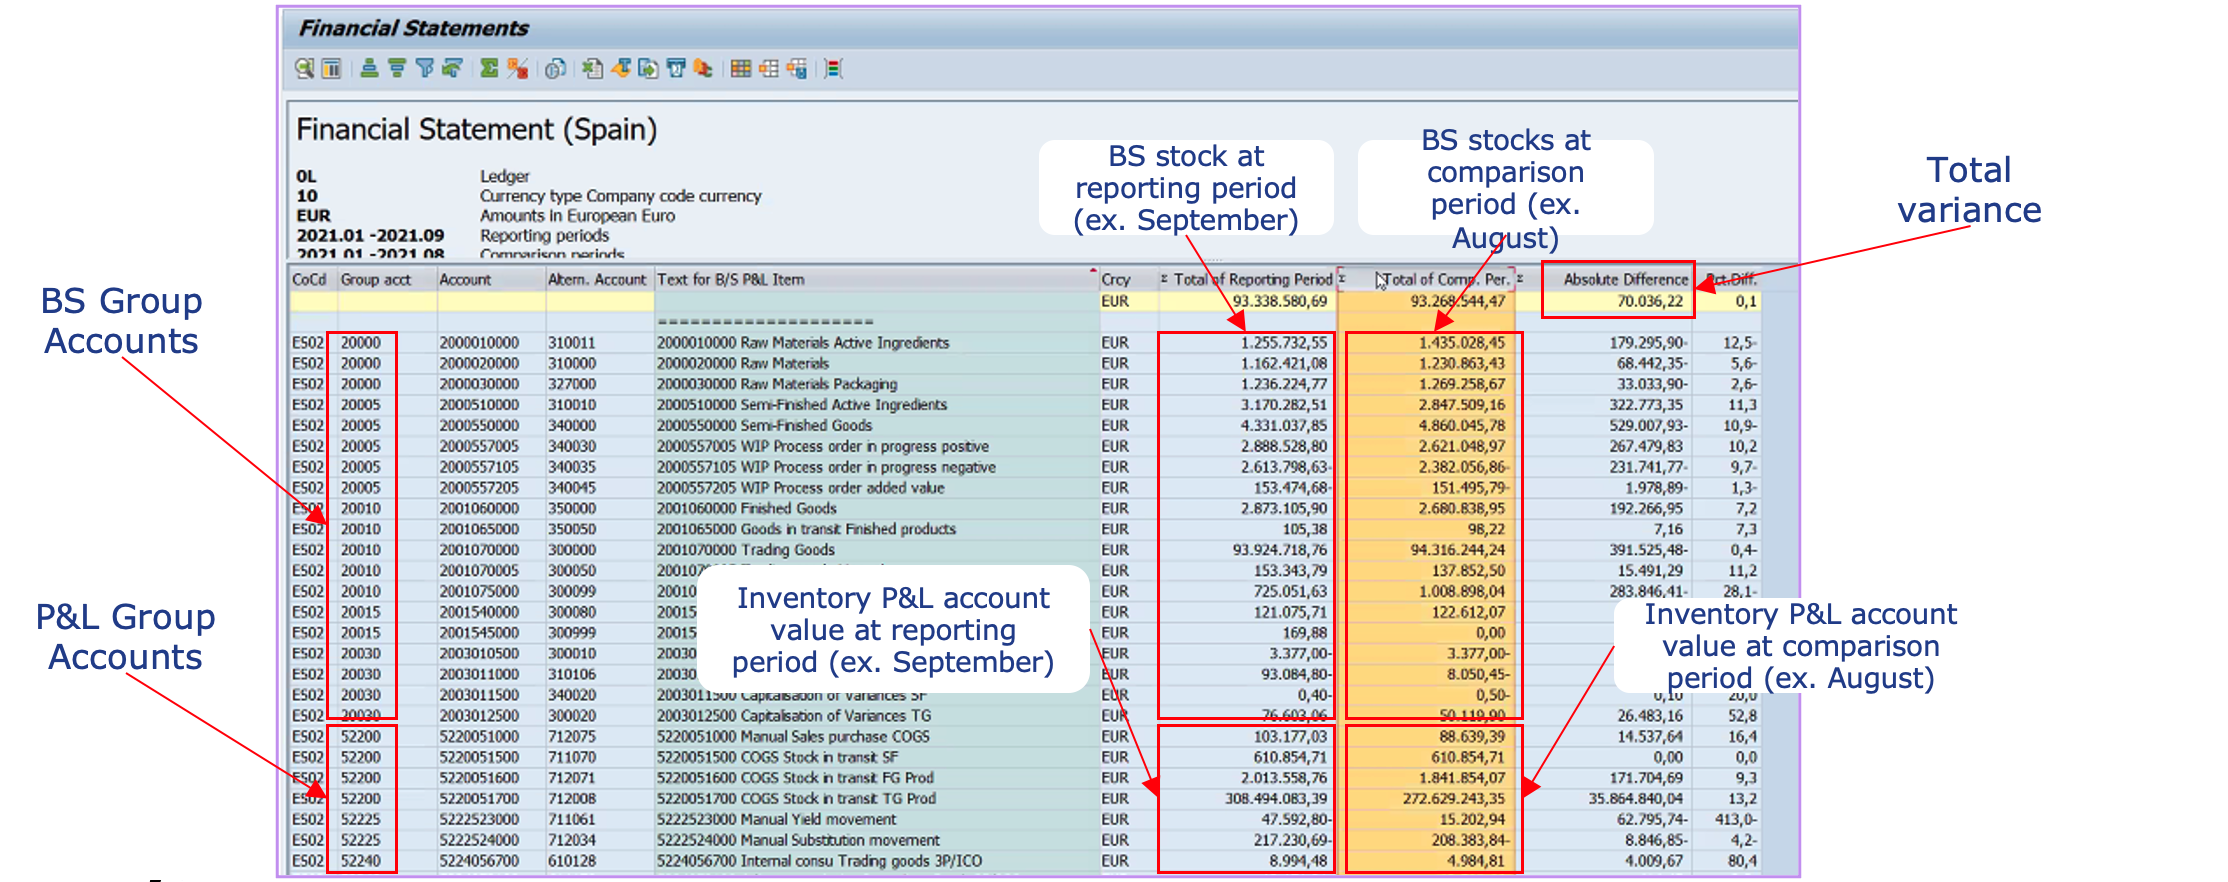 Financial Statements
Financial Statement (Spain)
0L Ledger
10 Currency type Company code currency
EUR Amounts in European Euro
2021.01 -2021.09 Reporting periods
2021.01 -2021.08 Comparison periods
BS stock at
reporting period
(ex. September)
BS stocks at
comparison
period (ex.
August)
Total
variance
BS Group
Accounts
P&L Group
Accounts
CoCd Group acct Account Altern. Account Text for B/S P&L Item Crcy Σ Total of Reporting Period Σ Total of Comp. Per. Σ Absolute Difference Pct.Diff.
EUR 93.338.580,69 93.268.544,47 70.036,22 0,1
====================
ES02 20000 2000010000 310011 2000010000 Raw Materials Active Ingredients EUR 1.255.732,55 1.435.028,45 179.295,90- 12,5-
ES02 20000 2000020000 310000 2000020000 Raw Materials EUR 1.162.421,08 1.230.863,43 68.442,35- 5,6-
ES02 20000 2000030000 327000 2000030000 Raw Materials Packaging EUR 1.236.224,77 1.269.258,67 33.033,90- 2,6-
ES02 20005 2000510000 310010 2000510000 Semi-Finished Active Ingredients EUR 3.170.282,51 2.847.509,16 322.773,35 11,3
ES02 20005 2000550000 340000 2000550000 Semi-Finished Goods EUR 4.331.037,85 4.860.045,78 529.007,93- 10,9-
ES02 20005 2000557005 340030 2000557005 WIP Process order in progress positive EUR 2.888.528,80 2.621.048,97 267.479,83 10,2
ES02 20005 2000557105 340035 2000557105 WIP Process order in progress negative EUR 2.613.798,63- 2.382.056,86- 231.741,77- 9,7-
ES02 20005 2000557205 340045 2000557205 WIP Process order added value EUR 153.474,68- 151.495,79- 1.978,89- 1,3-
ES02 20010 2001060000 350000 2001060000 Finished Goods EUR 2.873.105,90 2.680.838,95 192.266,95 7,2
ES02 20010 2001065000 350050 2001065000 Goods in transit Finished products EUR 105,38 98,22 7,16 7,3
ES02 20010 2001070000 300000 2001070000 Trading Goods EUR 93.924.718,76 94.316.244,24 391.525,48- 0,4-
ES02 20010 2001070005 300050 EUR 153.343,79 137.852,50 15.491,29 11,2
ES02 20010 2001075000 300099 EUR 725.051,63 1.008.898,04 283.846,41- 28,1-
ES02 20015 2001540000 300080 EUR 121.075,71 122.612,07
ES02 20015 2001545000 300999 EUR 169,88 0,00
ES02 20030 2003010500 300010 EUR 3.377,00- 3.377,00-
ES02 20030 2003011000 310106 EUR 93.084,80- 8.050,45-
ES02 20030 2003011500 340020 2003011500 Capitalisation of Variances SF EUR 0,40- 0,50- 0,10 20,0
ES02 20030 2003012500 300020 2003012500 Capitalisation of Variances TG EUR 76.603,06 50.119,90 26.483,16 52,8
ES02 52200 5220051000 712075 5220051000 Manual Sales purchase COGS EUR 103.177,03 88.639,39 14.537,64 16,4
ES02 52200 5220051500 711070 5220051500 COGS Stock in transit SF EUR 610.854,71 610.854,71 0,00 0,0
ES02 52200 5220051600 712071 5220051600 COGS Stock in transit FG Prod EUR 2.013.558,76 1.841.854,07 171.704,69 9,3
ES02 52200 5220051700 712008 5220051700 COGS Stock in transit TG Prod EUR 308.494.083,39 272.629.243,35 35.864.840,04 13,2
ES02 52225 5222523000 711061 5222523000 Manual Yield movement EUR 47.592,80- 15.202,94 62.795,74- 413,0-
ES02 52225 5222524000 712034 5222524000 Manual Substitution movement EUR 217.230,69- 208.383,84- 8.846,85- 4,2-
ES02 52240 5224056700 610128 5224056700 Internal consu Trading goods 3P/ICO EUR 8.994,48 4.984,81 4.009,67 80,4
Inventory P&L account
value at reporting
period (ex. September)
Inventory P&L account
value at comparison
period (ex. August)